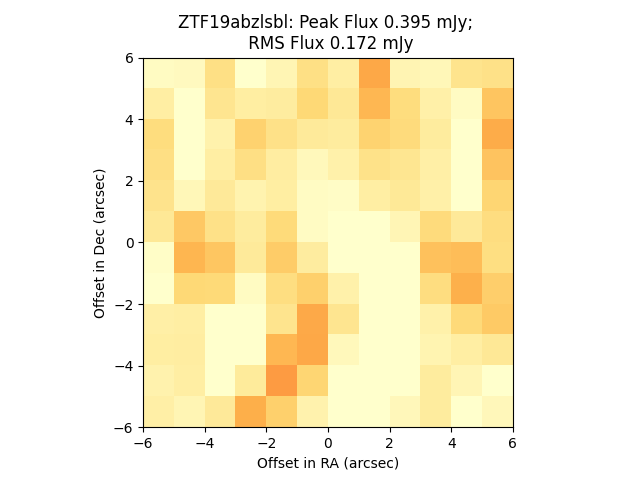 ZTF19abzlsbl: Peak Flux 0.395 mJy;
RMS Flux 0.172 mJy
6
4
2
0
−2
−4
−6
Offset in Dec (arcsec)
−6 −4 −2 0 2 4 6
Offset in RA (arcsec)